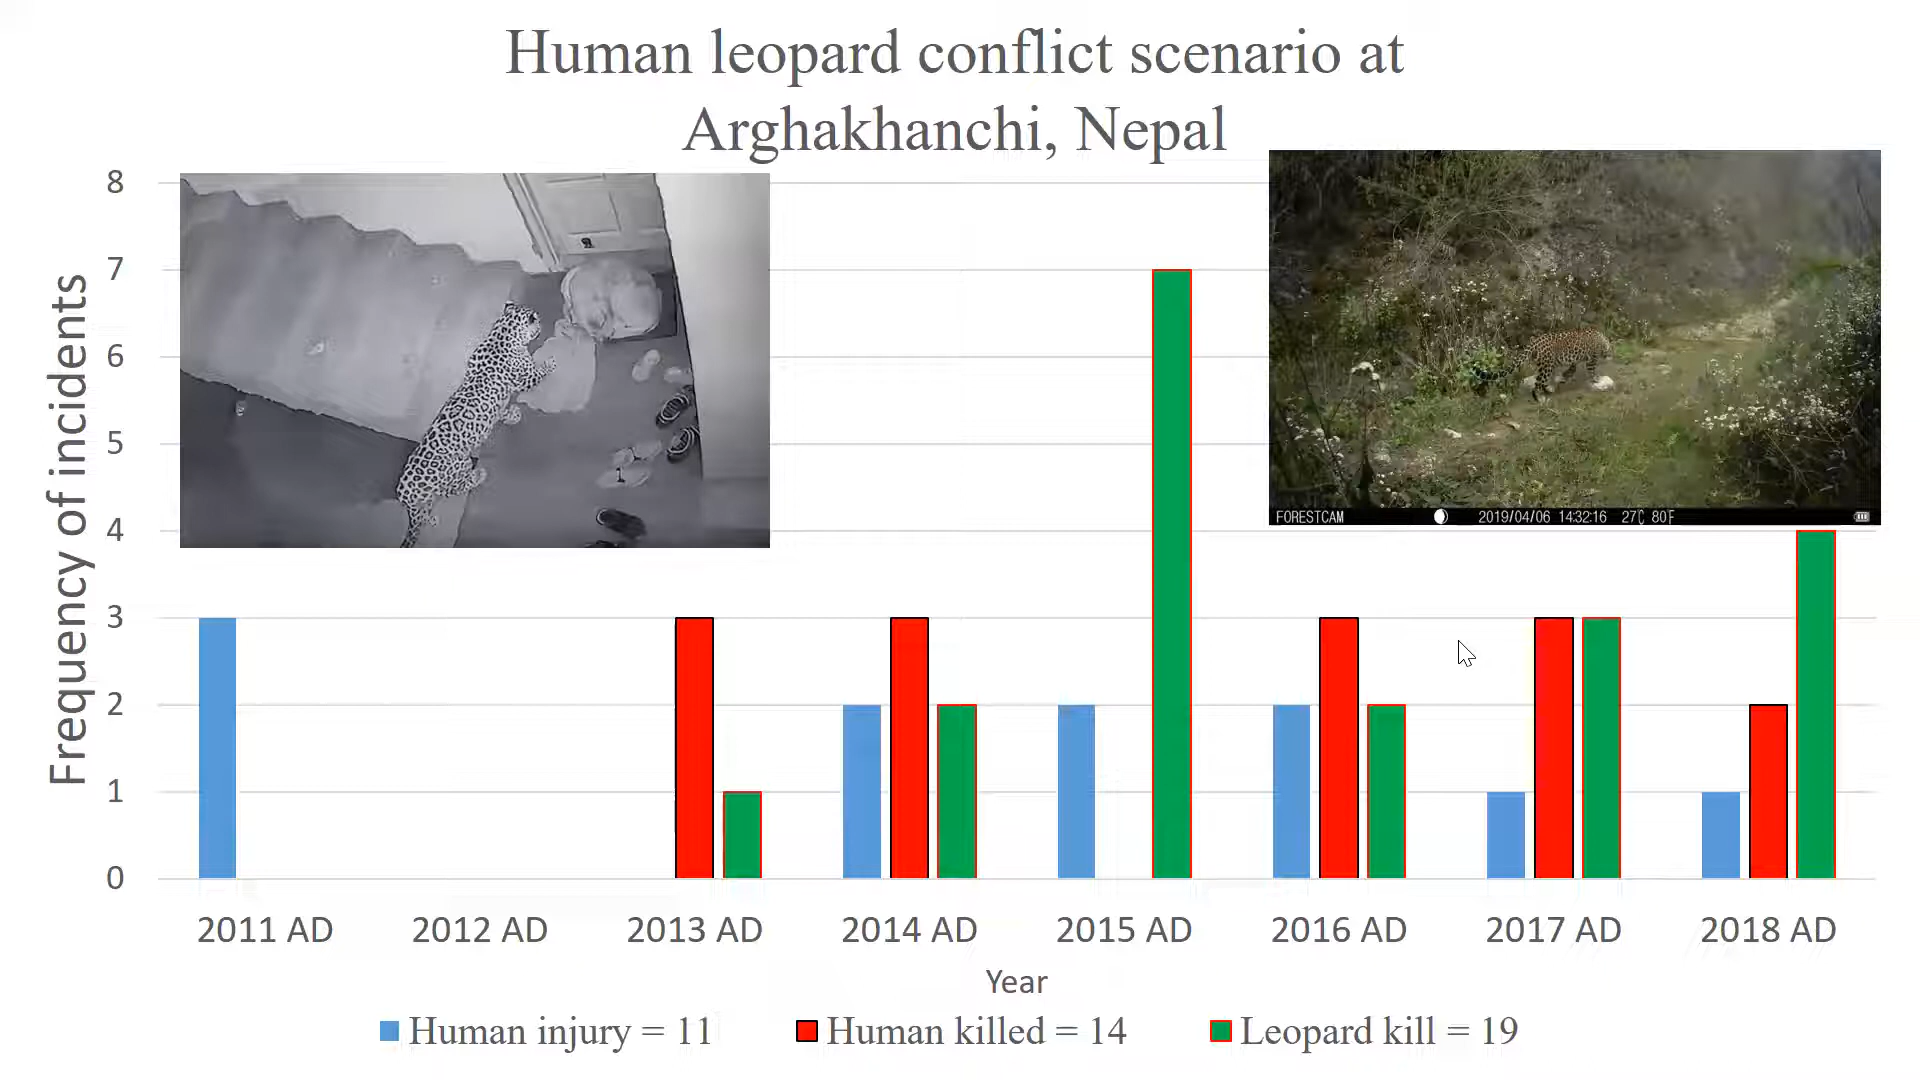 Human leopard conflict scenario at
Arghakhanchi, Nepal
Frequency of incidents
8
7
6
5
4
3
2
1
0
FORESTCAM 2019/04/06 14:32:16 27℃ 80℉
2011 AD 2012 AD 2013 AD 2014 AD 2015 AD 2016 AD 2017 AD 2018 AD
Year
Human injury = 11 Human killed = 14 Leopard kill = 19